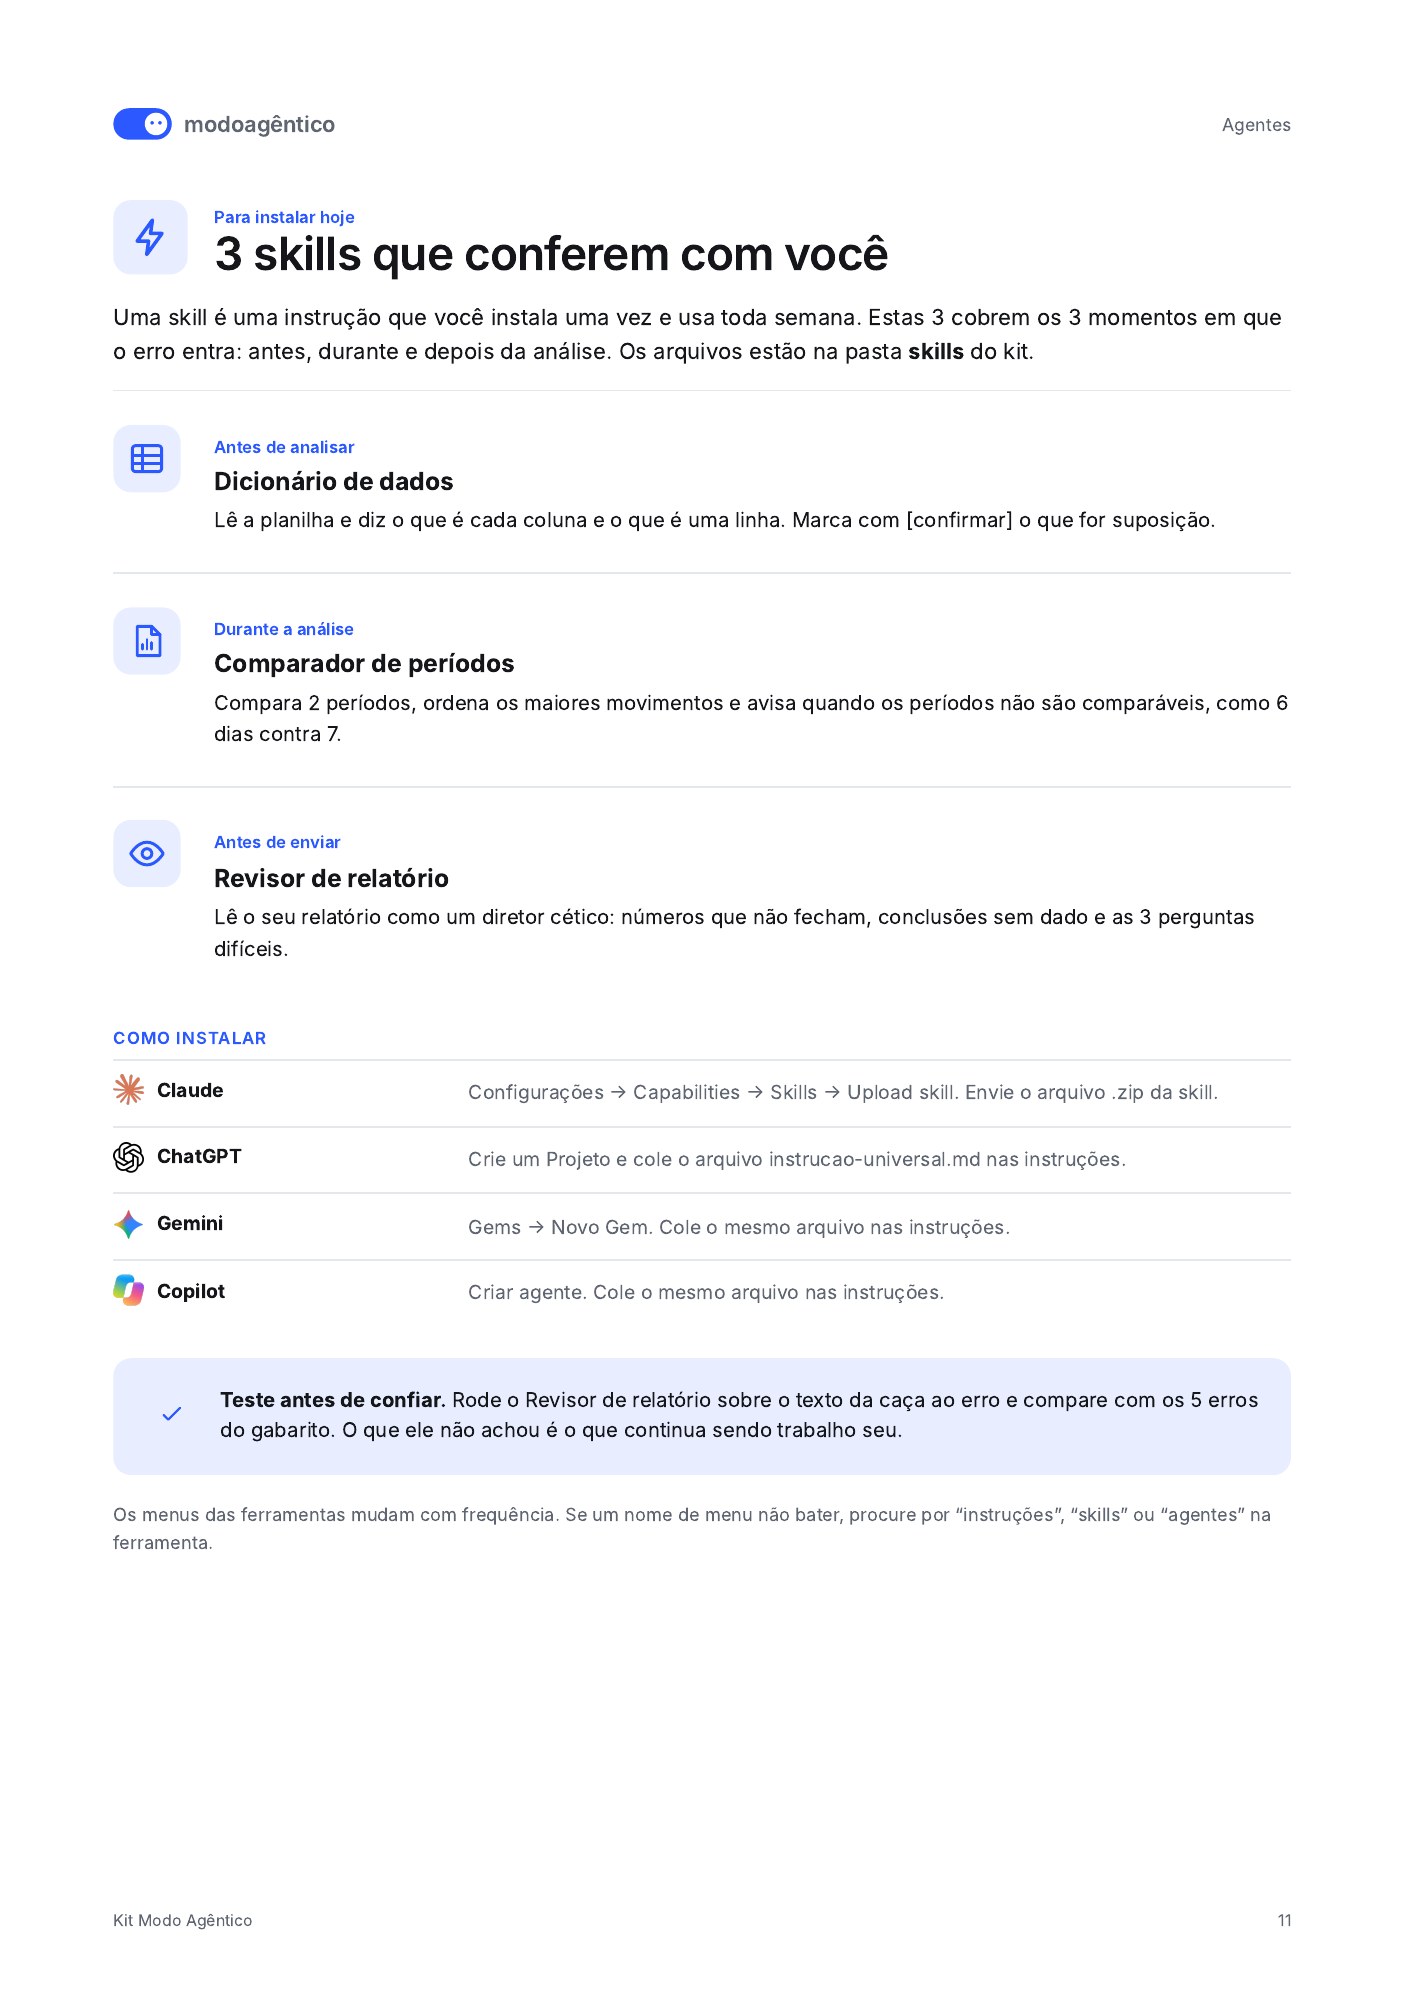 modoagêntico
Agentes
Para instalar hoje
3 skills que conferem com você
Uma skill é uma instrução que você instala uma vez e usa toda semana. Estas 3 cobrem os 3 momentos em que
o erro entra: antes, durante e depois da análise. Os arquivos estão na pasta skills do kit.
Antes de analisar
Dicionário de dados
Lê a planilha e diz o que é cada coluna e o que é uma linha. Marca com [confirmar] o que for suposição.
Durante a análise
Comparador de períodos
Compara 2 períodos, ordena os maiores movimentos e avisa quando os períodos não são comparáveis, como 6
dias contra 7.
Antes de enviar
Revisor de relatório
Lê o seu relatório como um diretor cético: números que não fecham, conclusões sem dado e as 3 perguntas
difíceis.
COMO INSTALAR
Claude
Configurações → Capabilities → Skills → Upload skill. Envie o arquivo .zip da skill.
ChatGPT
Crie um Projeto e cole o arquivo instrucao-universal.md nas instruções.
Gemini
Gems → Novo Gem. Cole o mesmo arquivo nas instruções.
Copilot
Criar agente. Cole o mesmo arquivo nas instruções.
Teste antes de confiar. Rode o Revisor de relatório sobre o texto da caça ao erro e compare com os 5 erros
do gabarito. O que ele não achou é o que continua sendo trabalho seu.
Os menus das ferramentas mudam com frequência. Se um nome de menu não bater, procure por “instruções”, “skills” ou “agentes” na
ferramenta.
Kit Modo Agêntico
11